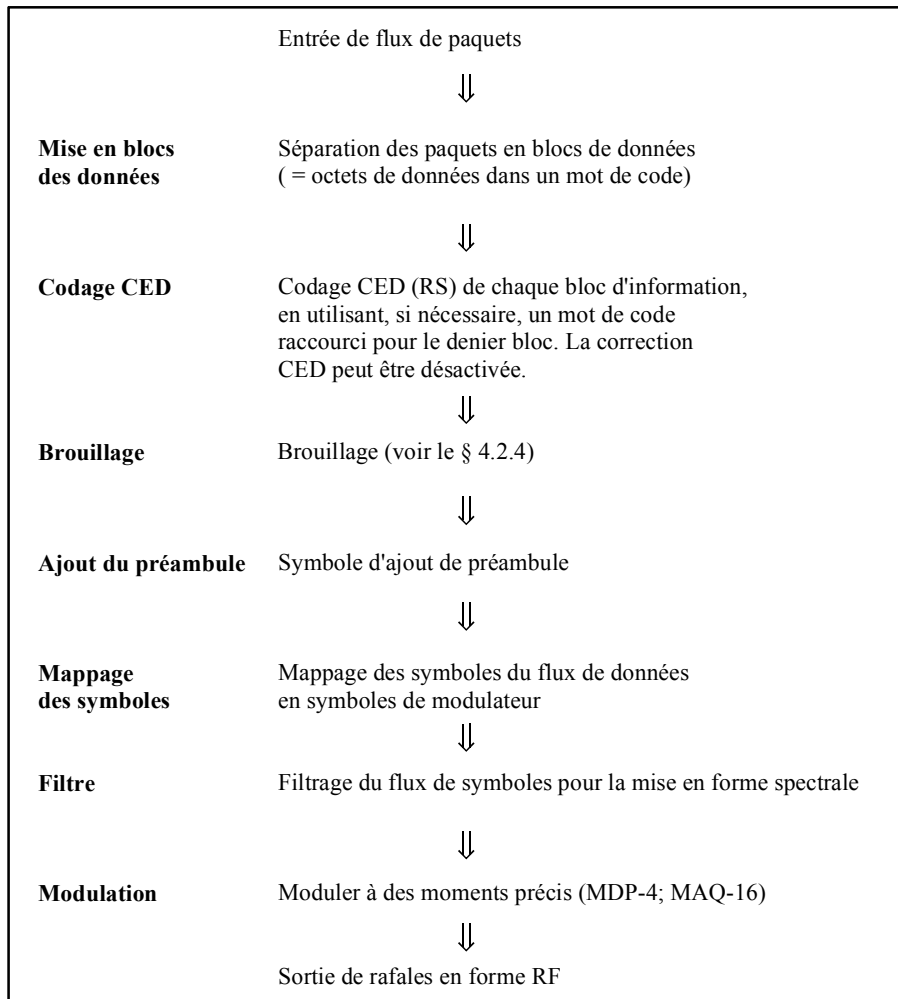 Entrée de flux de paquets
⇓
Mise en blocs des données
Séparation des paquets en blocs de données
( = octets de données dans un mot de code)
⇓
Codage CED
Codage CED (RS) de chaque bloc d'information,
en utilisant, si nécessaire, un mot de code
raccourci pour le denier bloc. La correction
CED peut être désactivée.
⇓
Brouillage
Brouillage (voir le § 4.2.4)
⇓
Ajout du préambule
Symbole d'ajout de préambule
⇓
Mappage
des symboles
Mappage des symboles du flux de données
en symboles de modulateur
⇓
Filtre
Filtrage du flux de symboles pour la mise en forme spectrale
⇓
Modulation
Moduler à des moments précis (MDP-4; MAQ-16)
⇓
Sortie de rafales en forme RF